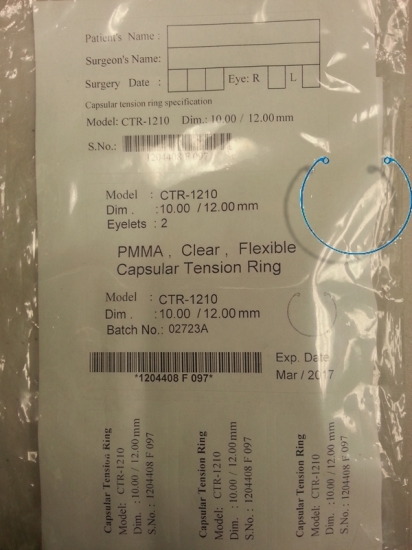 Patient's Name :
Surgeon's Name:
Surgery Date : Eye: R L
Capsular tension ring specification
Model: CTR-1210 Dim.: 10.00 / 12.00 mm
S.No.:
1204408 F 097
Model : CTR-1210
Dim . : 10.00 / 12.00 mm
Eyelets : 2
PMMA , Clear , Flexible
Capsular Tension Ring
Model : CTR-1210
Dim . : 10.00 / 12.00 mm
Batch No.: 02723A
*1204408 F 097*
Exp. Date
Mar / 2017
Capsular Tension Ring
Model: CTR-1210
Dim. : 10.00 / 12.00 mm
S.No. : 1204408 F 097
Capsular Tension Ring
Model: CTR-1210
Dim. : 10.00 / 12.00 mm
S.No. : 1204408 F 097
Capsular Tension Ring
Model: CTR-1210
Dim. : 10.00 / 12.00 mm
S.No. : 1204408 F 097